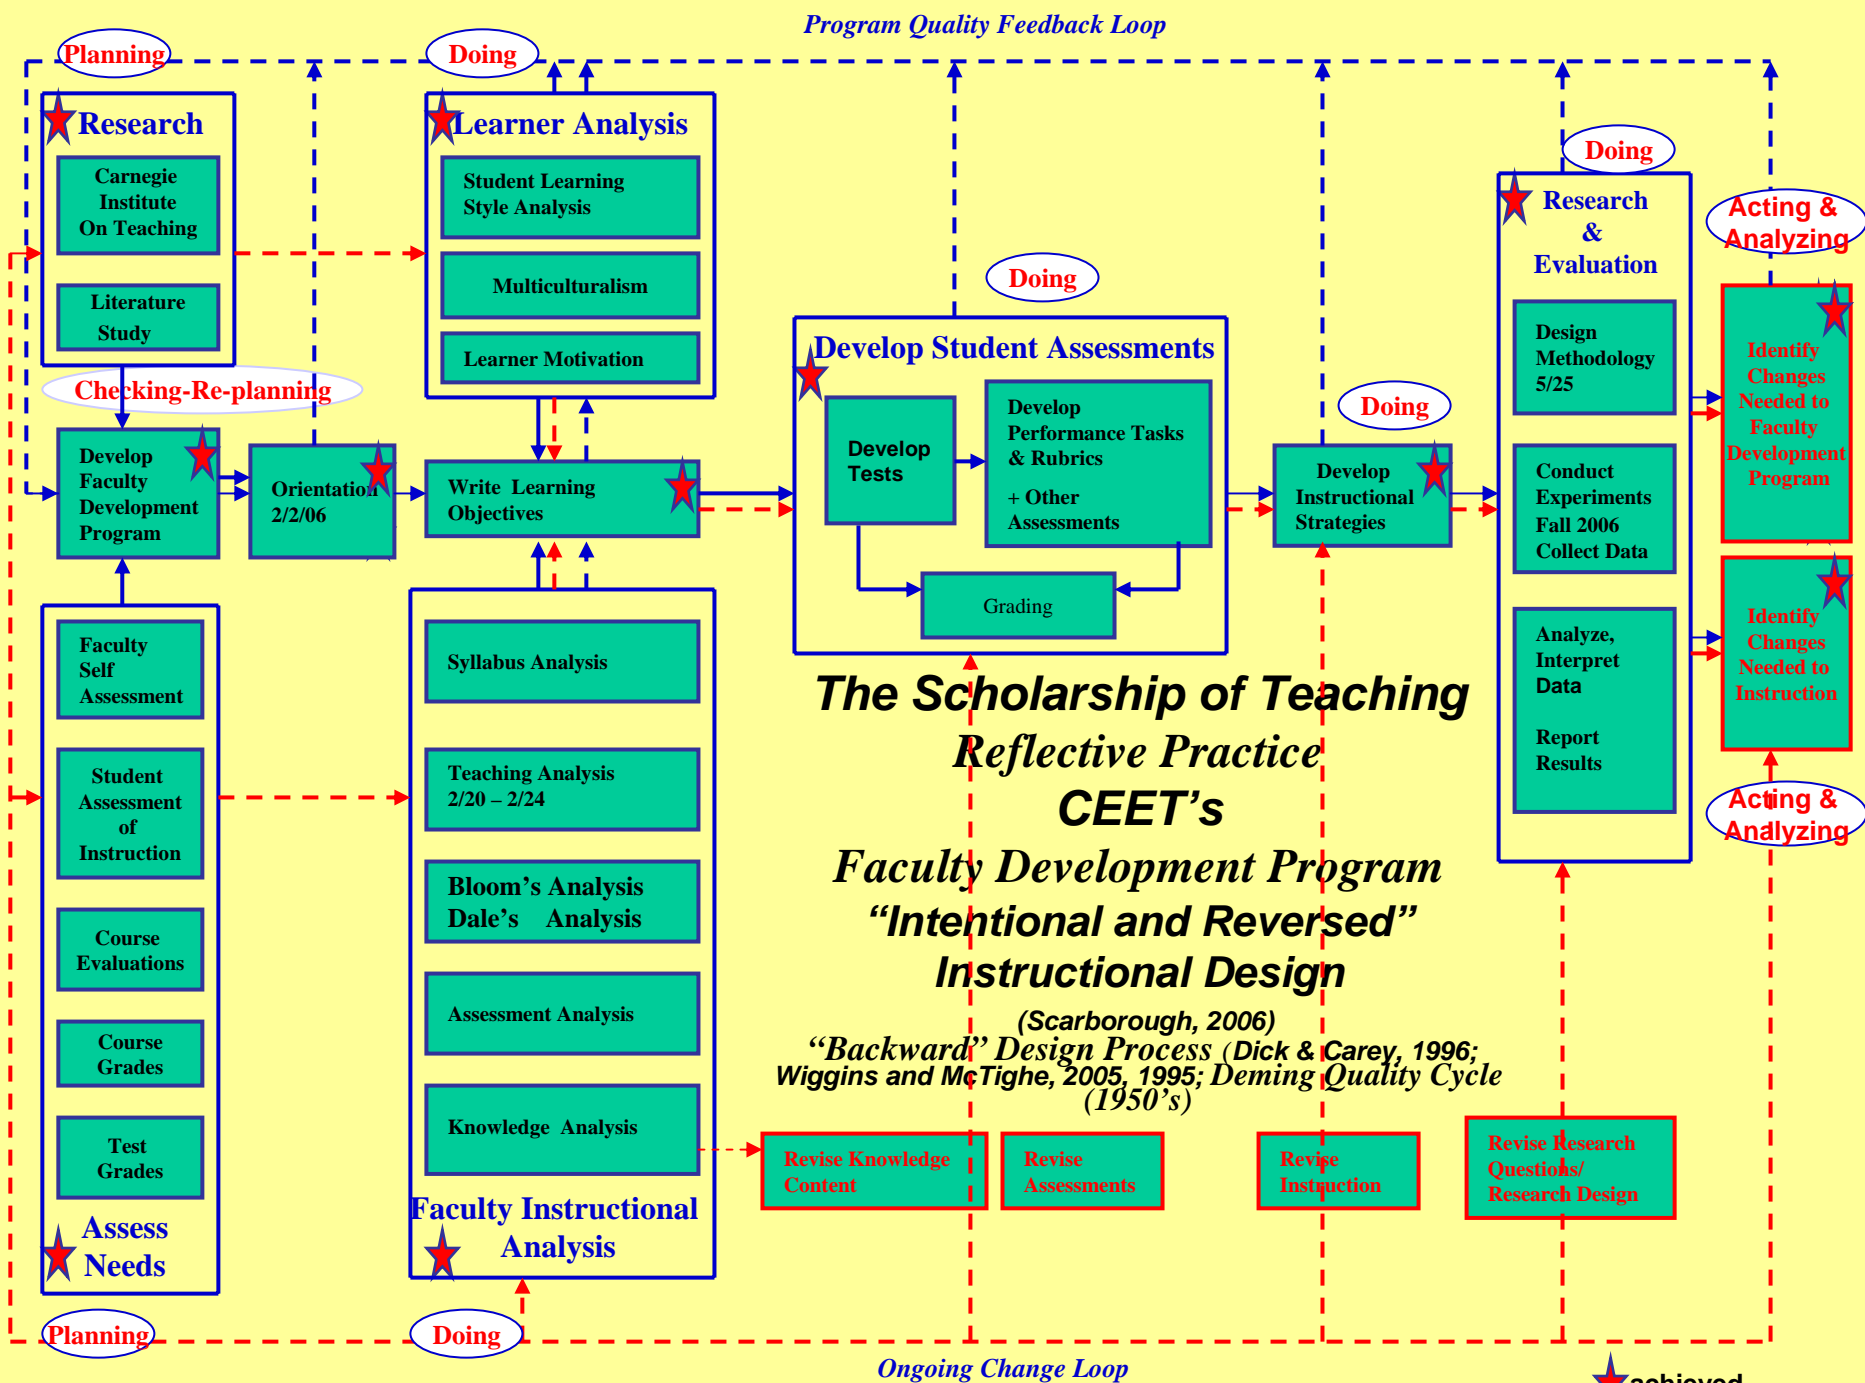 Program Quality Feedback Loop
Planning
Doing
Research
Carnegie
Institute
On Teaching
Literature
Study
Learner Analysis
Student Learning
Style Analysis
Multiculturalism
Learner Motivation
Doing
Develop Student Assessments
Develop
Tests
Develop
Performance Tasks
& Rubrics
+ Other
Assessments
Grading
Doing
Develop
Instructional
Strategies
Doing
Research
&
Evaluation
Design
Methodology
5/25
Conduct
Experiments
Fall 2006
Collect Data
Analyze,
Interpret
Data
Report
Results
Acting &
Analyzing
Identify
Changes
Needed to
Faculty
Development
Program
Identify
Changes
Needed to
Instruction
Acting &
Analyzing
Checking-Re-planning
Develop
Faculty
Development
Program
Orientation
2/2/06
Write Learning
Objectives
Faculty
Self
Assessment
Student
Assessment
of
Instruction
Course
Evaluations
Course
Grades
Test
Grades
Assess
Needs
Planning
Syllabus Analysis
Teaching Analysis
2/20 – 2/24
Bloom’s Analysis
Dale’s Analysis
Assessment Analysis
Knowledge Analysis
Faculty Instructional
Analysis
Doing
The Scholarship of Teaching
Reflective Practice
CEET’s
Faculty Development Program
“Intentional and Reversed”
Instructional Design
(Scarborough, 2006)
“Backward” Design Process (Dick & Carey, 1996;
Wiggins and McTighe, 2005, 1995; Deming Quality Cycle
(1950’s)
Revise Knowledge
Content
Revise
Assessments
Revise
Instruction
Revise Research
Questions/
Research Design
Ongoing Change Loop
achieved